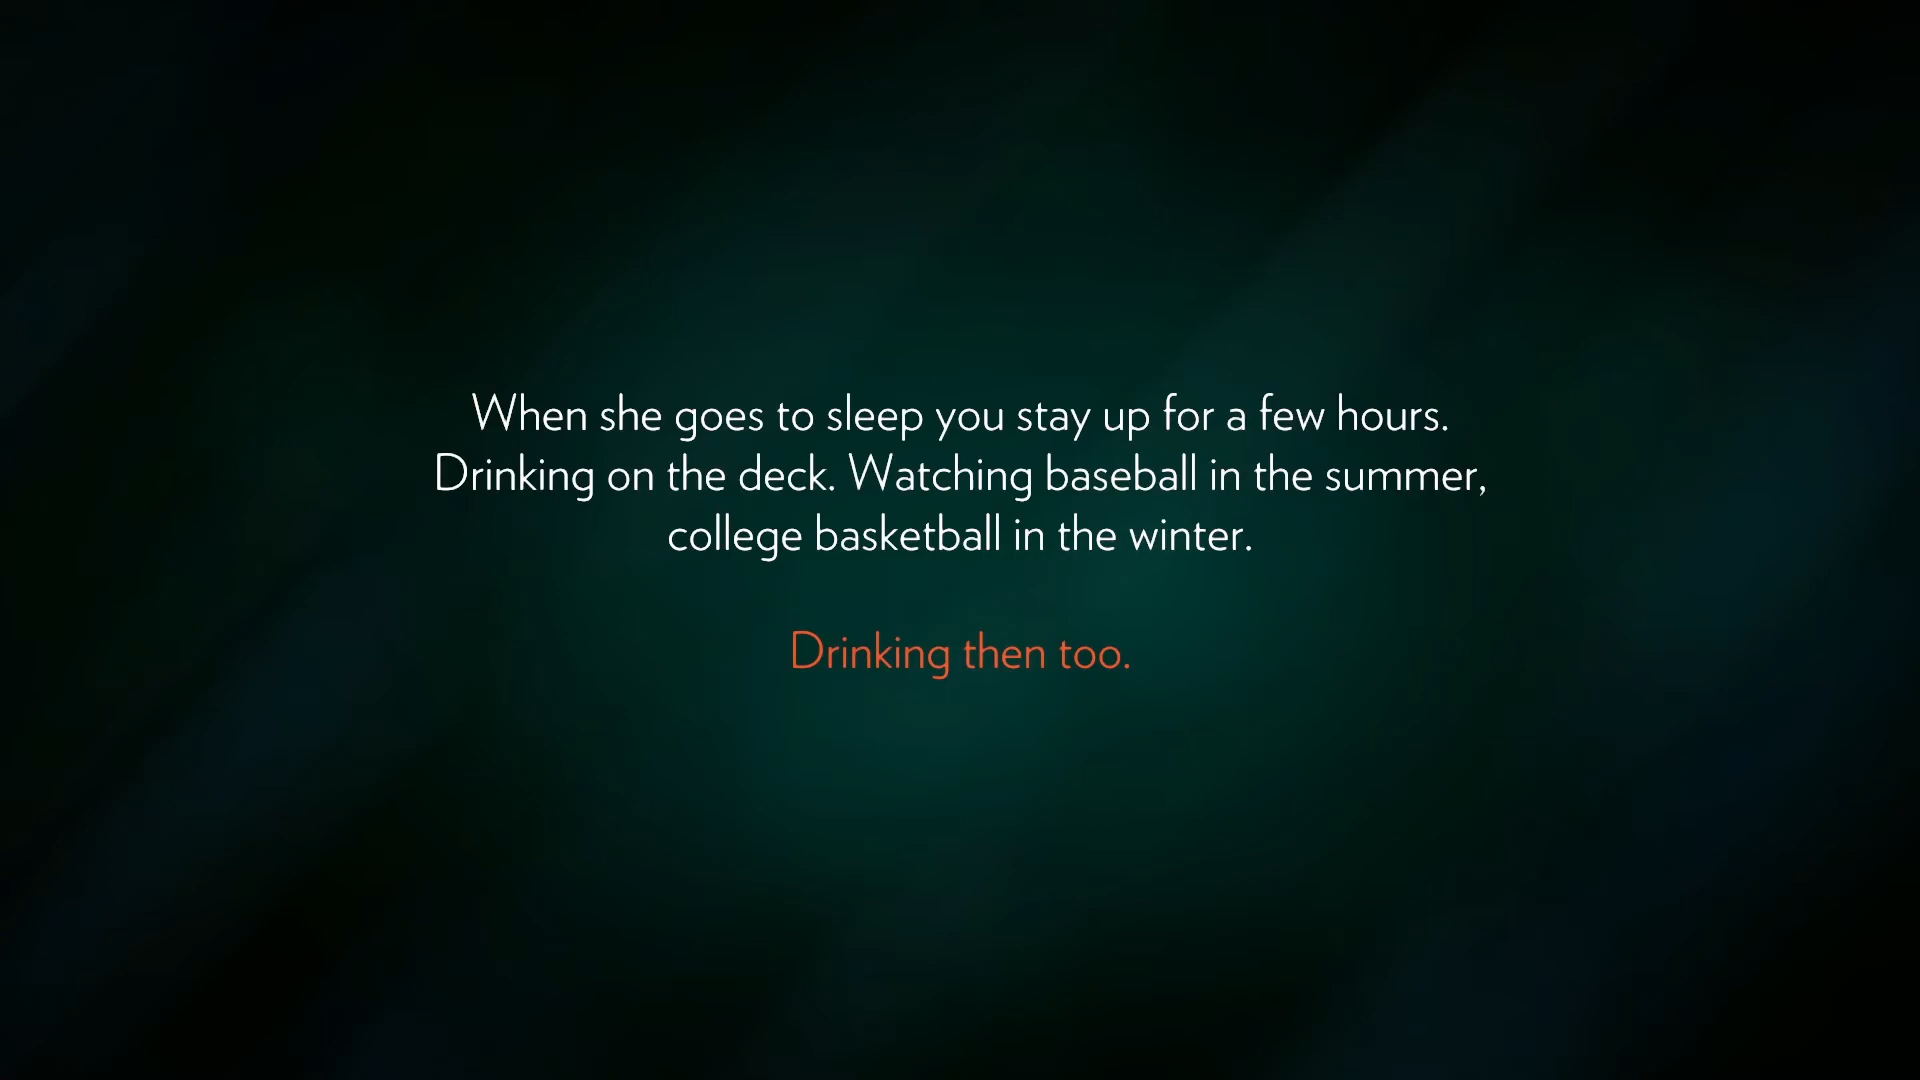 When she goes to sleep you stay up for a few hours.
Drinking on the deck. Watching baseball in the summer,
college basketball in the winter.
Drinking then too.